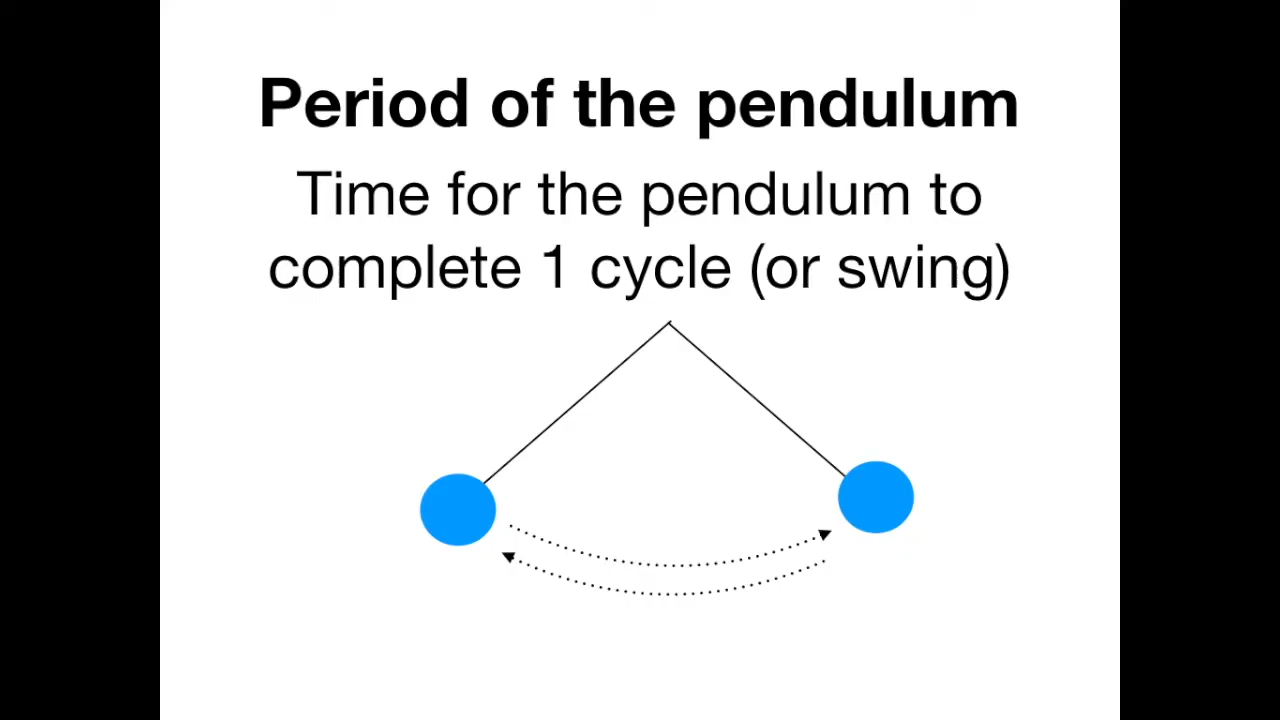 Period of the pendulum
Time for the pendulum to
complete 1 cycle (or swing)